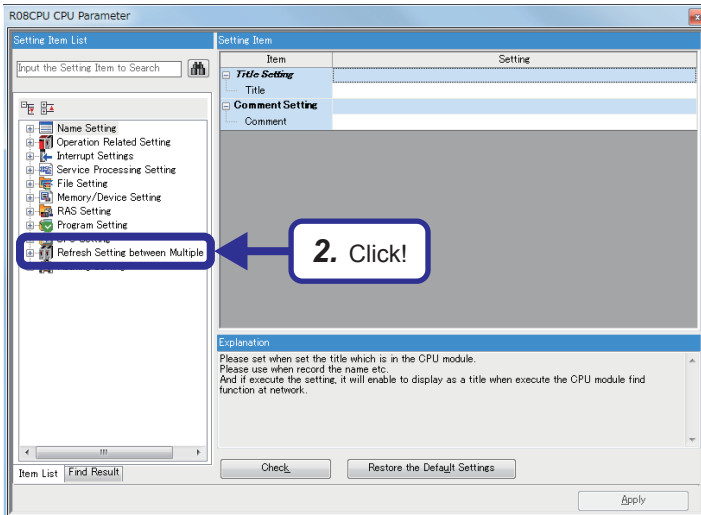 R08CPU CPU Parameter
Setting Item List
Input the Setting Item to Search
Name Setting
Operation Related Setting
Interrupt Settings
Service Processing Setting
File Setting
Memory/Device Setting
RAS Setting
Program Setting
Refresh Setting between Multiple
Item List
Find Result
Setting Item
Item
Setting
Title Setting
Title
Comment Setting
Comment
2. Click!
Explanation
Please set when set the title which is in the CPU module.
Please use when record the name etc.
And if execute the setting, it will enable to display as a title when execute the CPU module find
function at network.
Check
Restore the Default Settings
Apply